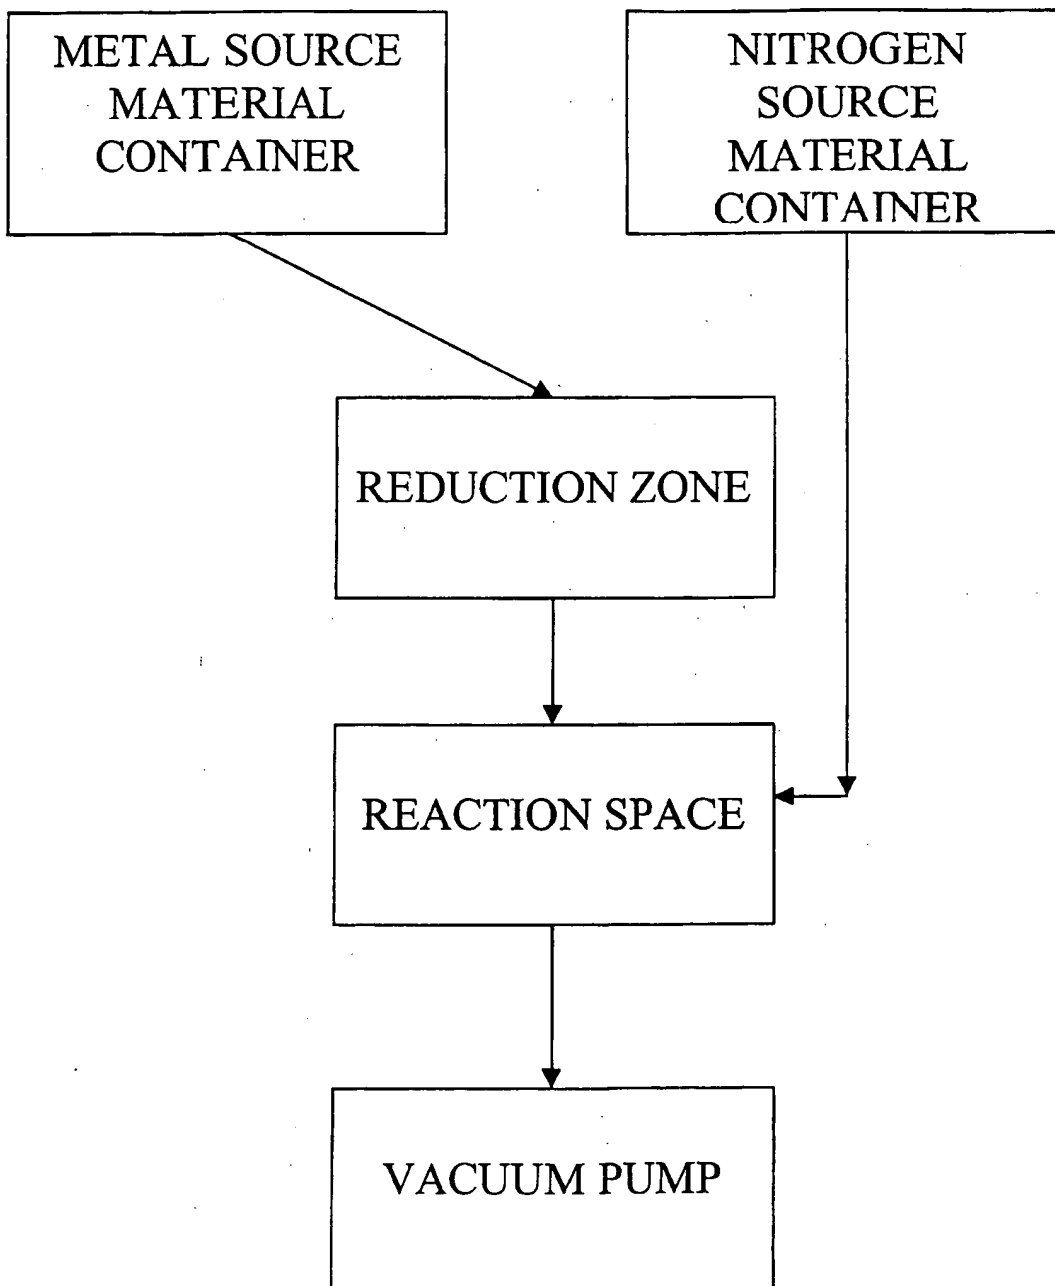 METAL SOURCE
MATERIAL
CONTAINER
NITROGEN
SOURCE
MATERIAL
CONTAINER
REDUCTION ZONE
REACTION SPACE
VACUUM PUMP